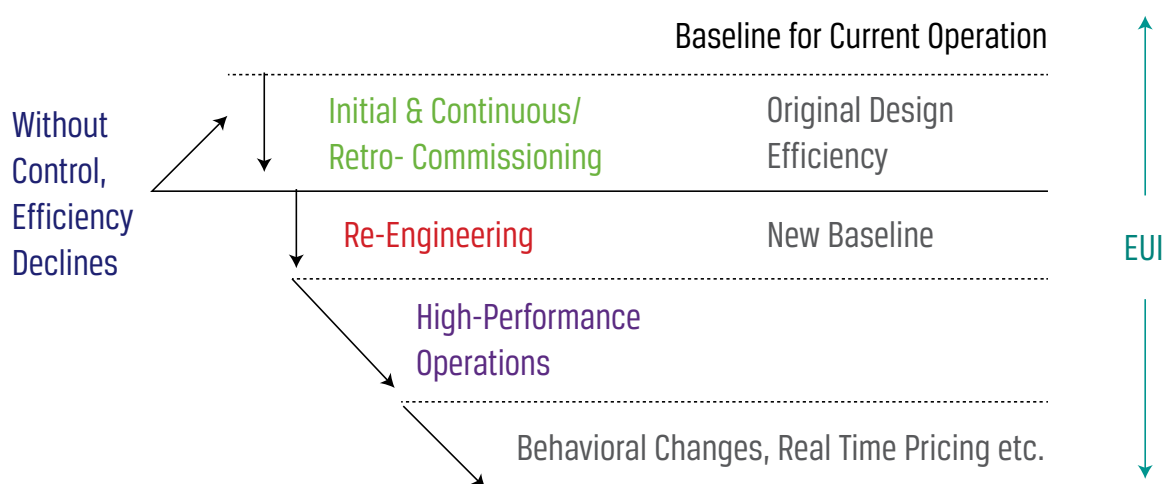 Baseline for Current Operation
Without
Control,
Efficiency
Declines
Initial & Continuous/
Retro- Commissioning
Original Design
Efficiency
Re-Engineering
New Baseline
EUI
High-Performance
Operations
Behavioral Changes, Real Time Pricing etc.